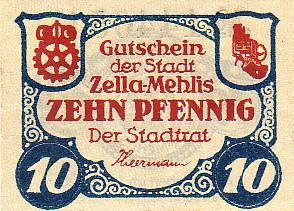 Gutschein
der Stadt
Zella-Mehlis
ZEHN PFENNIG
Der Stadtrat
10 10